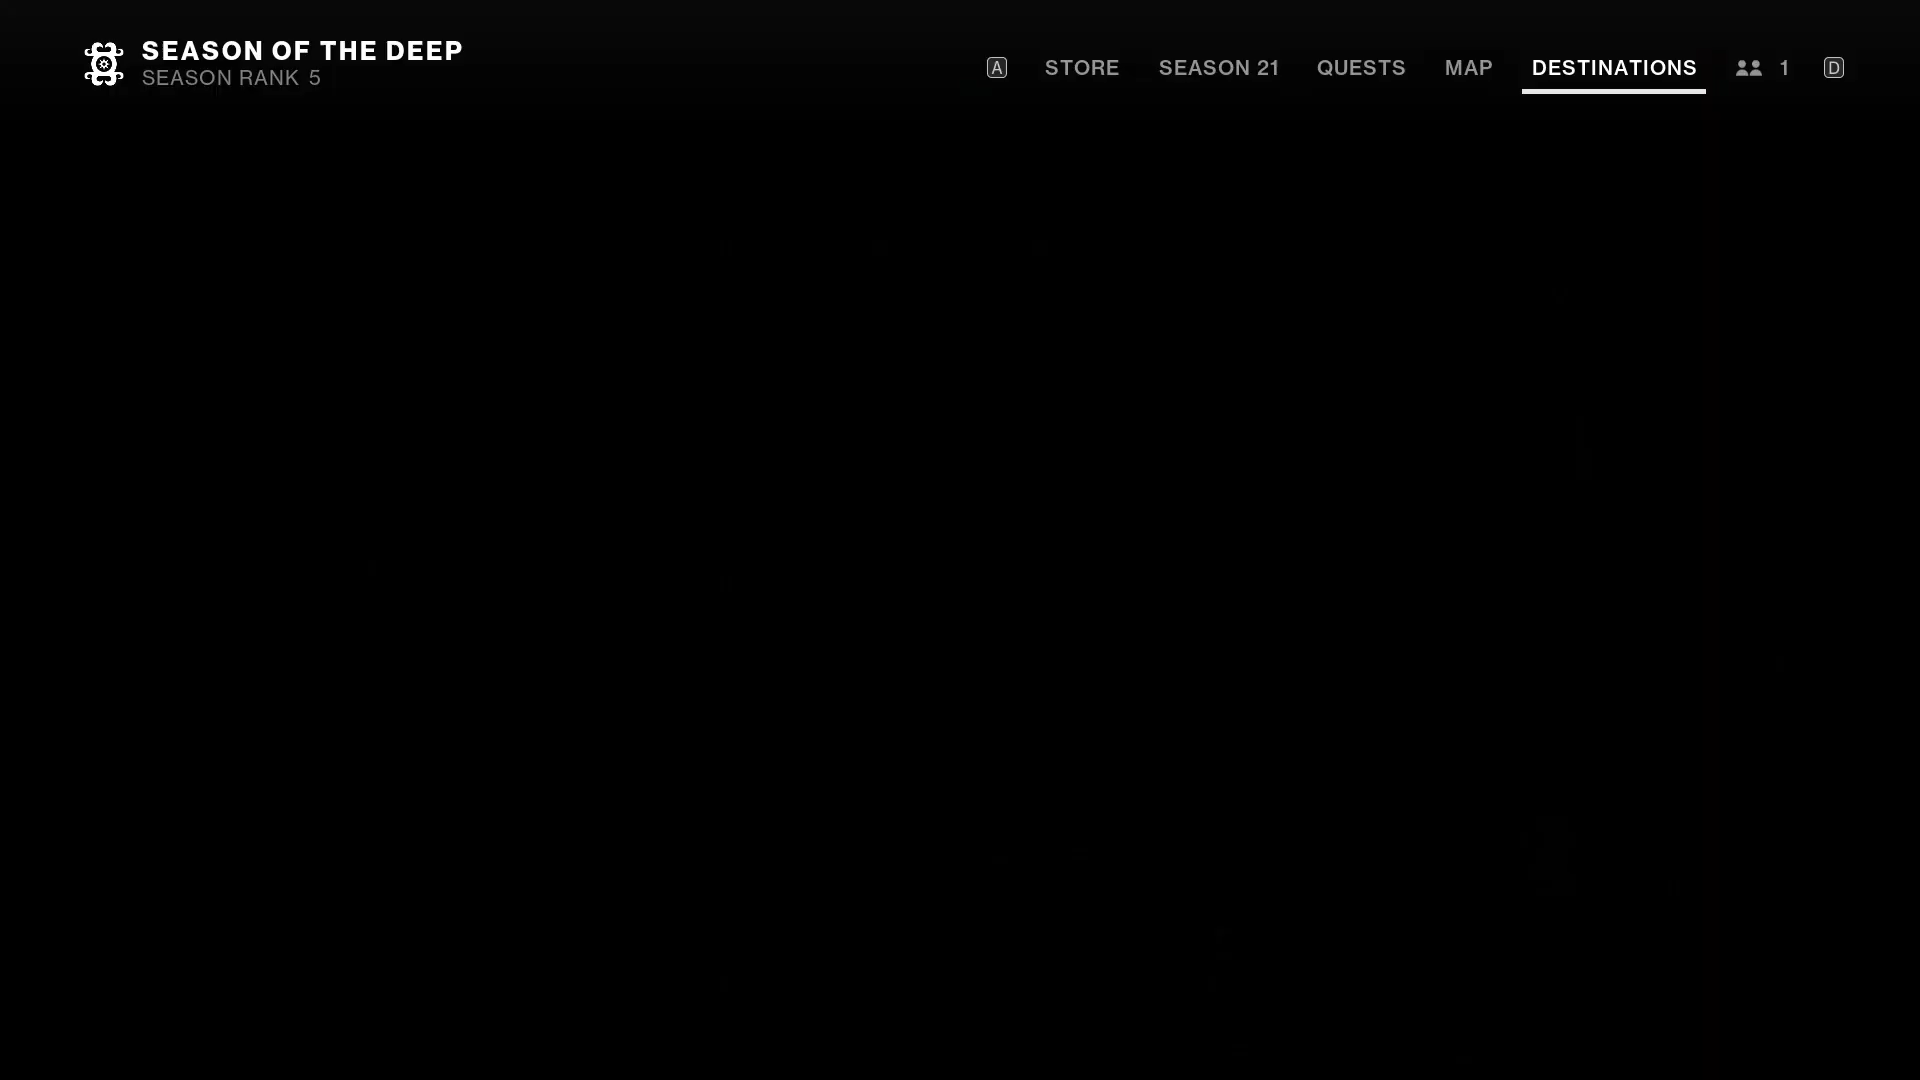 SEASON OF THE DEEP
SEASON RANK 5
A STORE SEASON 21 QUESTS MAP DESTINATIONS 1 D